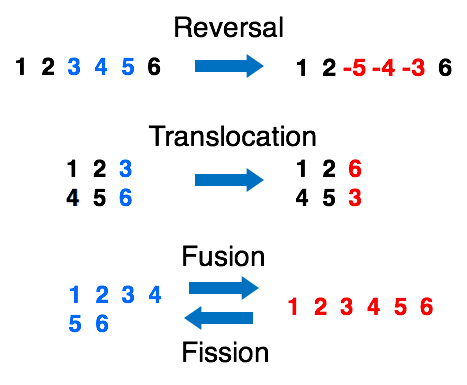 Reversal
1 2 3 4 5 6 1 2 -5 -4 -3 6
Translocation
1 2 3 1 2 6
4 5 6 4 5 3
Fusion
1 2 3 4
1 2 3 4 5 6
5 6
Fission